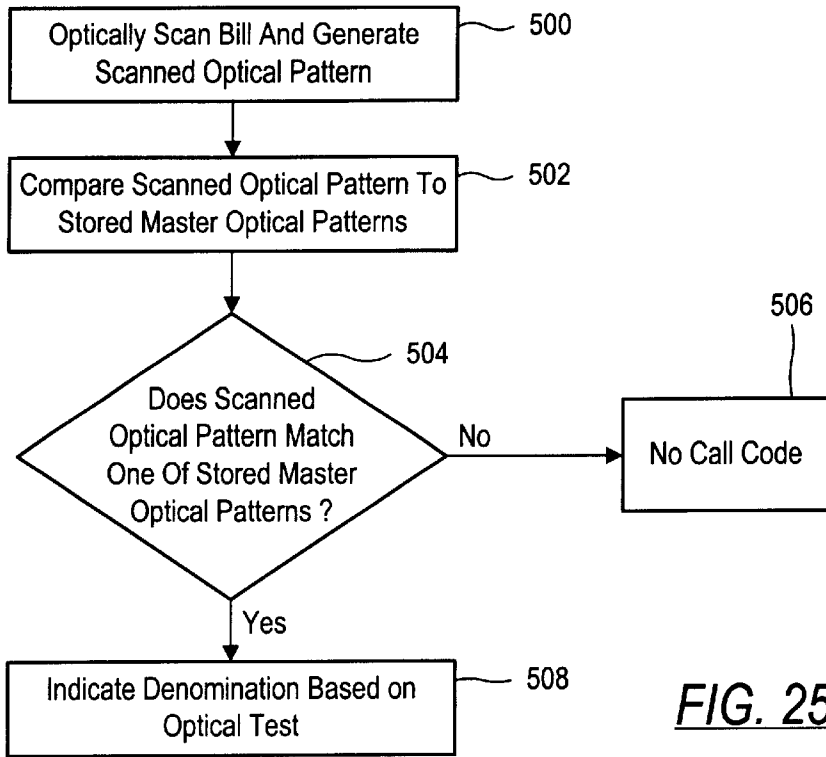 Optically Scan Bill And Generate
Scanned Optical Pattern
500
Compare Scanned Optical Pattern To
Stored Master Optical Patterns
502
504
Does Scanned
Optical Pattern Match
One Of Stored Master
Optical Patterns ?
No
506
No Call Code
Yes
Indicate Denomination Based on
Optical Test
508
FIG. 25